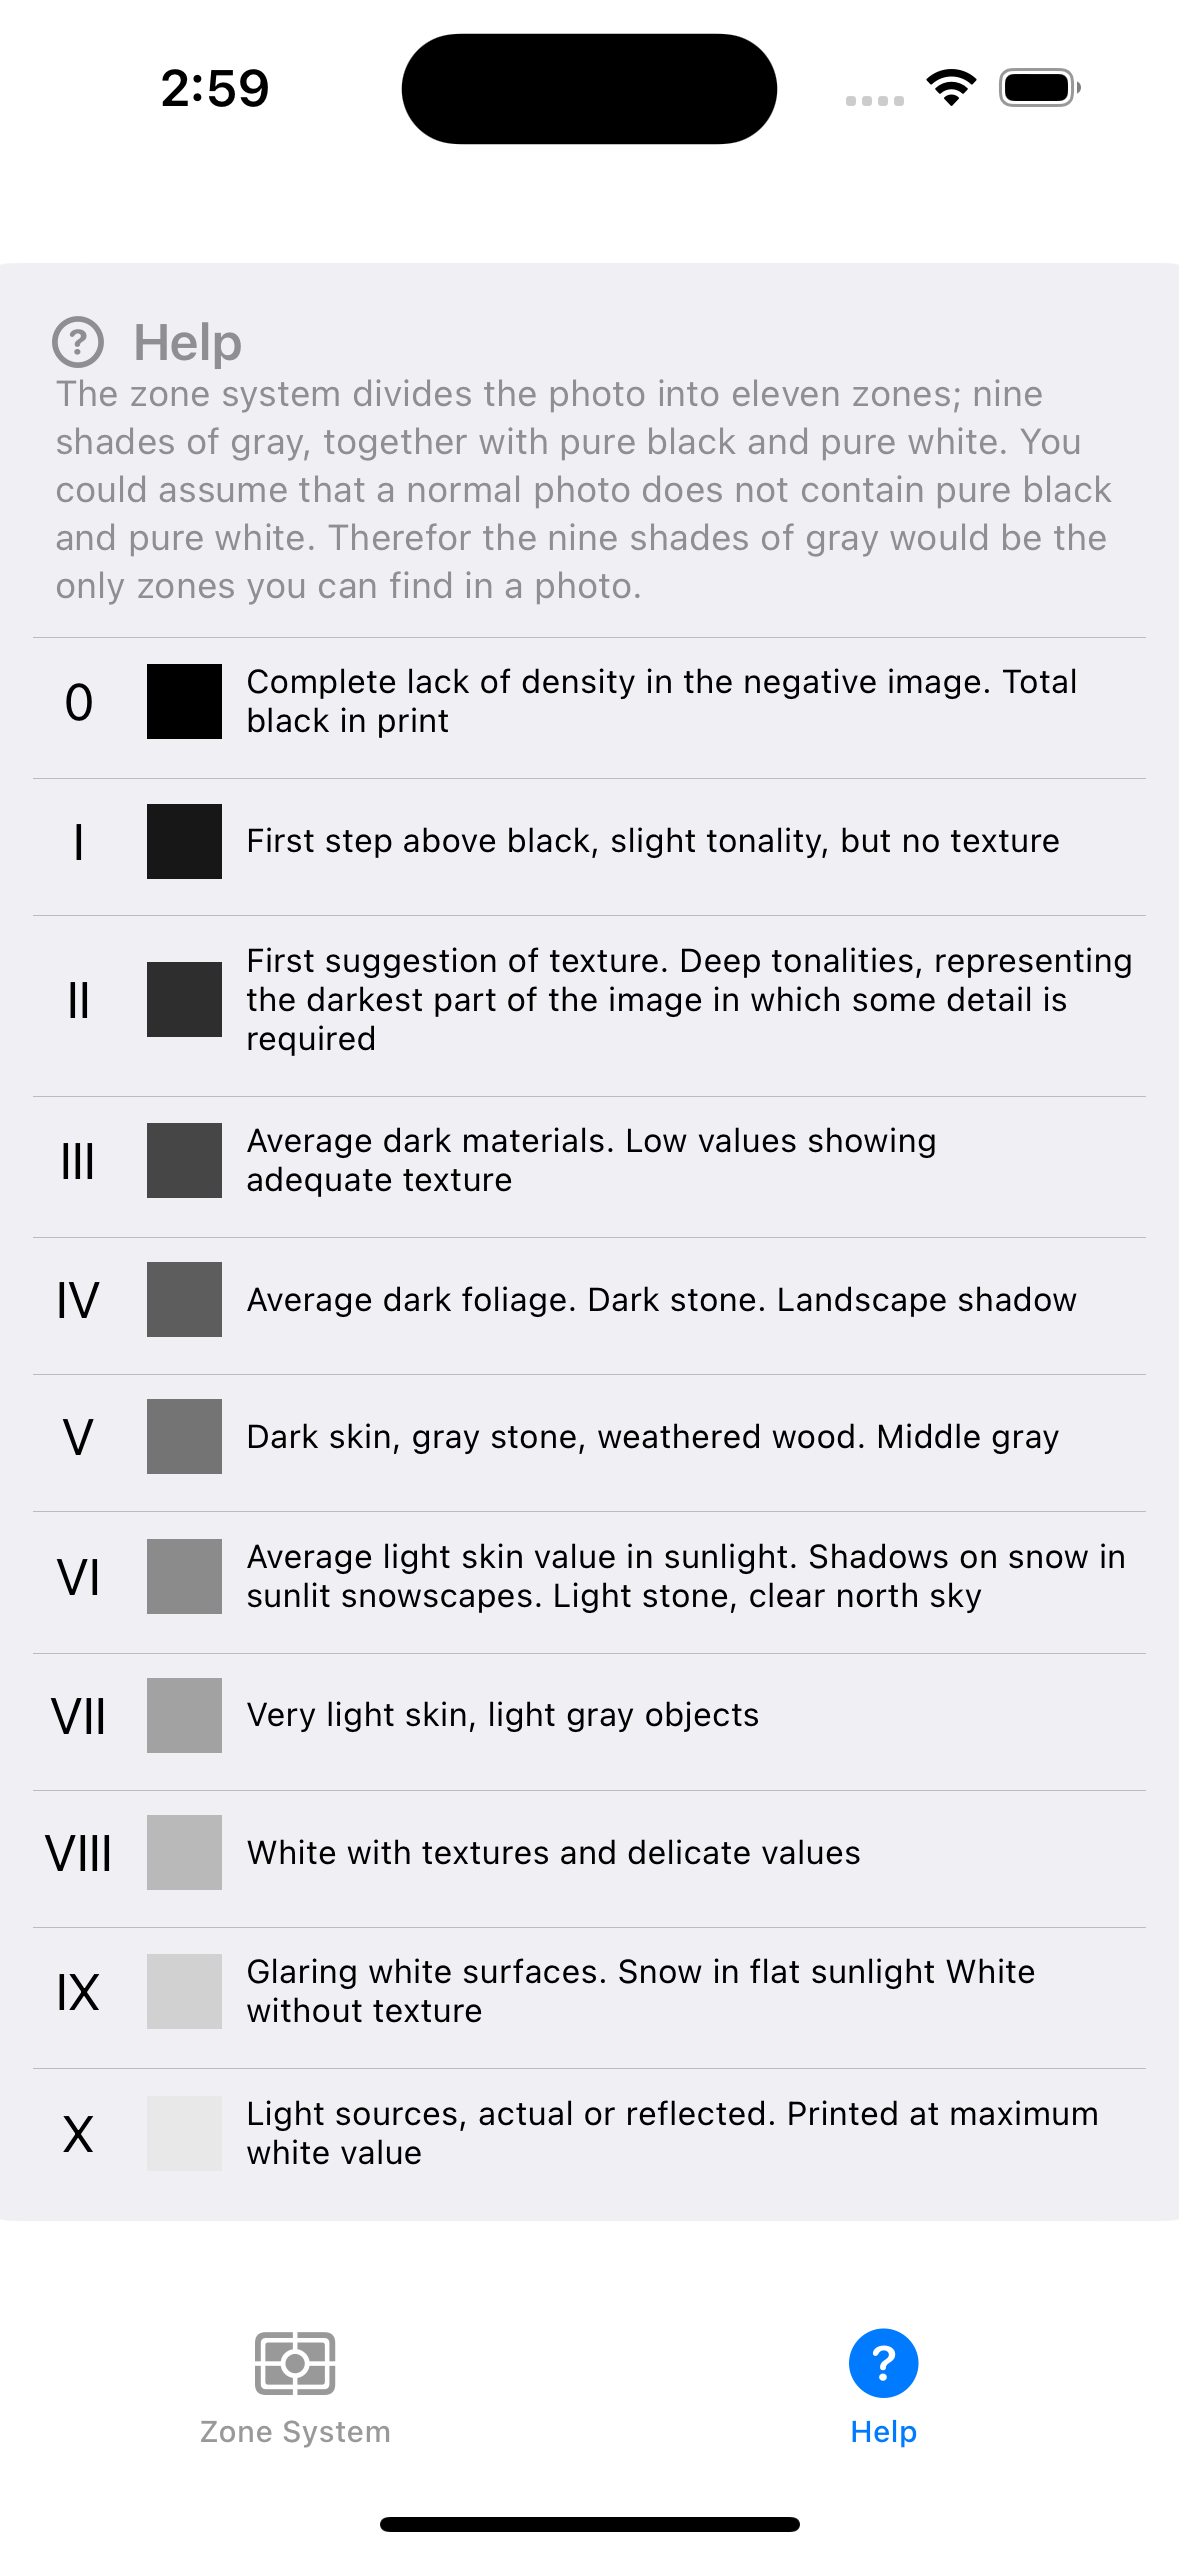 2:59
? Help
The zone system divides the photo into eleven zones; nine
shades of gray, together with pure black and pure white. You
could assume that a normal photo does not contain pure black
and pure white. Therefor the nine shades of gray would be the
only zones you can find in a photo.
0
Complete lack of density in the negative image. Total
black in print
I
First step above black, slight tonality, but no texture
II
First suggestion of texture. Deep tonalities, representing
the darkest part of the image in which some detail is
required
III
Average dark materials. Low values showing
adequate texture
IV
Average dark foliage. Dark stone. Landscape shadow
V
Dark skin, gray stone, weathered wood. Middle gray
VI
Average light skin value in sunlight. Shadows on snow in
sunlit snowscapes. Light stone, clear north sky
VII
Very light skin, light gray objects
VIII
White with textures and delicate values
IX
Glaring white surfaces. Snow in flat sunlight White
without texture
X
Light sources, actual or reflected. Printed at maximum
white value
?
Zone System
Help